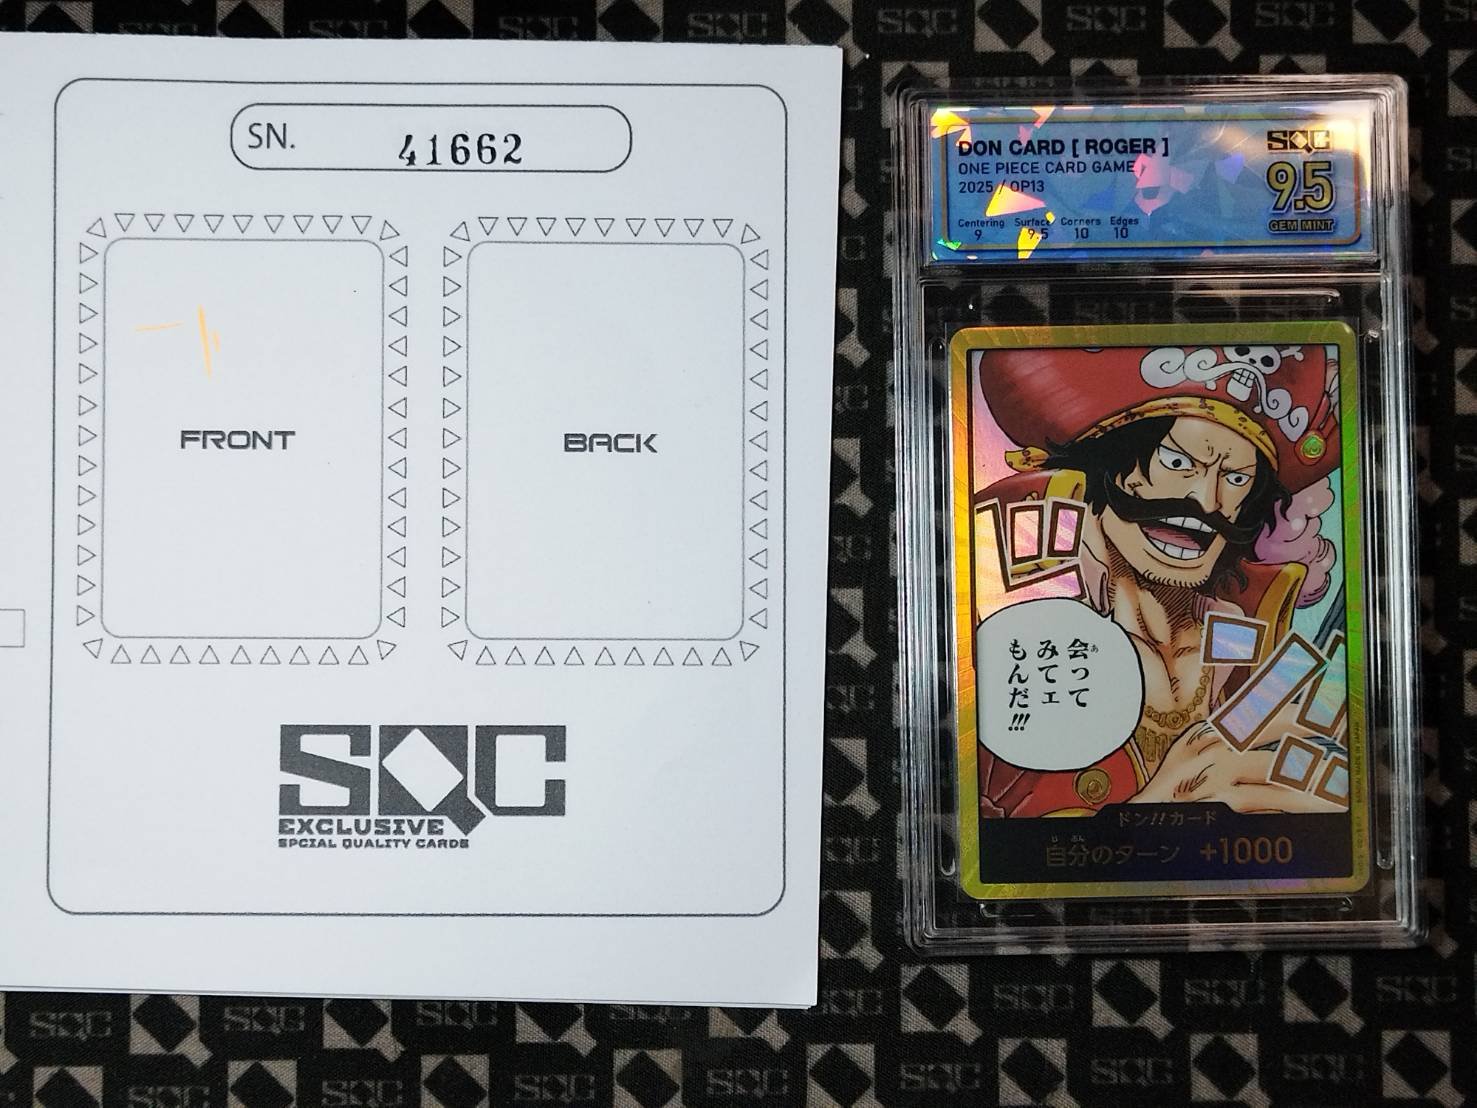 SN. 41662
FRONT
BACK
SQC
EXCLUSIVE
SPCIAL QUALITY CARDS
DON CARD [ ROGER ]
ONE PIECE CARD GAME
2025 / OP13
Centering Surface Corners Edges
9 9.5 10 10
SQC
9.5
GEM MINT
会って
みてェ
もんだ!!!
ドン!!カード
自分のターン +1000